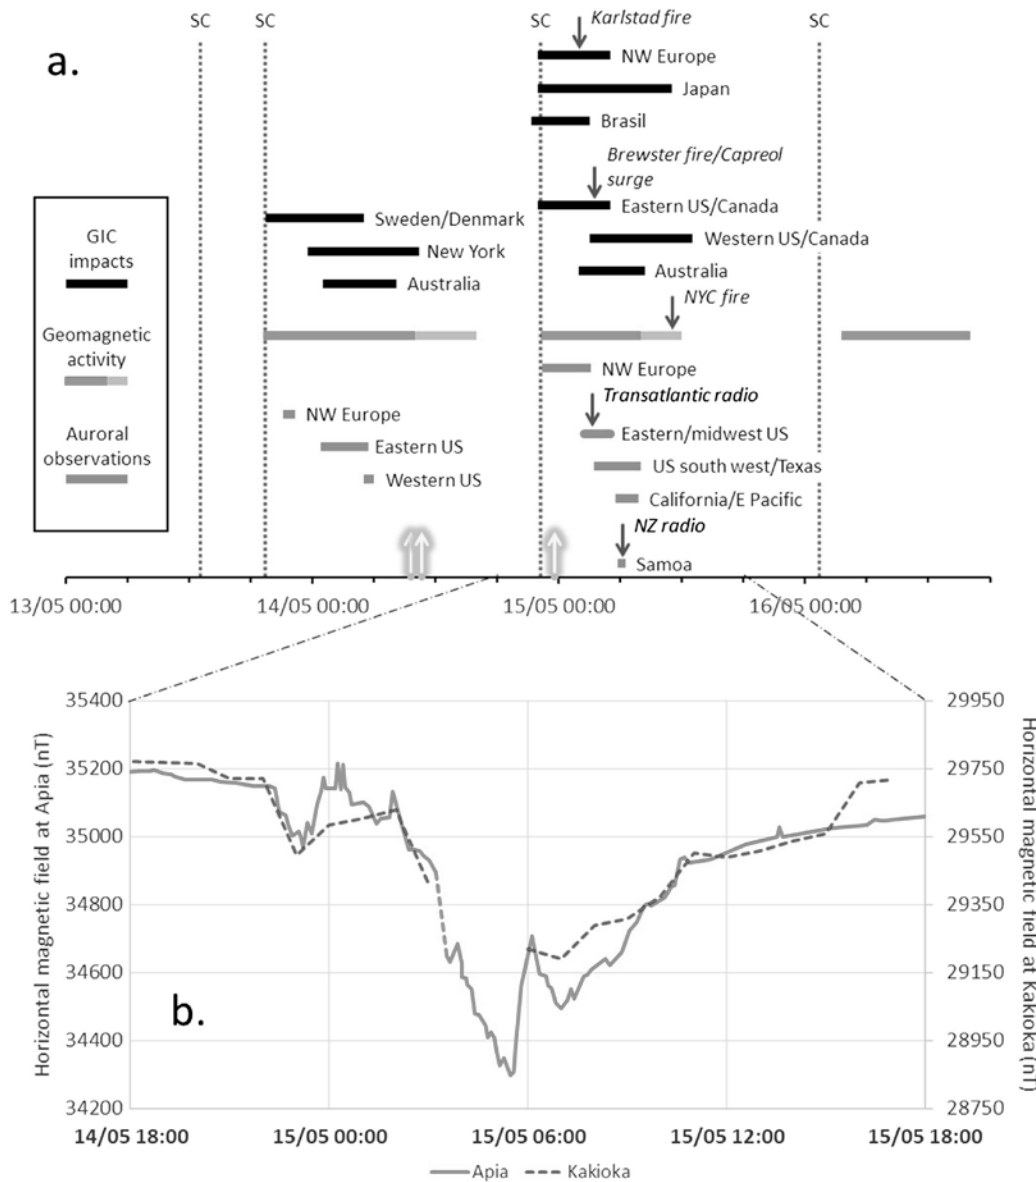 SC
SC
SC
SC
Karlstad fire
a.
NW Europe
Japan
Brasil
Brewster fire/Capreol
surge
Eastern US/Canada
Sweden/Denmark
New York
Western US/Canada
Australia
Australia
NYC fire
GIC
impacts
Geomagnetic
activity
Auroral
observations
NW Europe
Transatlantic radio
NW Europe
Eastern/midwest US
Eastern US
US south west/Texas
Western US
California/E Pacific
NZ radio
Samoa
13/05 00:00
14/05 00:00
15/05 00:00
16/05 00:00
35400
35200
35000
34800
34600
34400
34200
Horizontal magnetic field at Apia (nT)
b.
29950
29750
29550
29350
29150
28950
28750
Horizontal magnetic field at Kakioka
(nT)
14/05 18:00
15/05 00:00
15/05 06:00
15/05 12:00
15/05 18:00
Apia
Kakioka